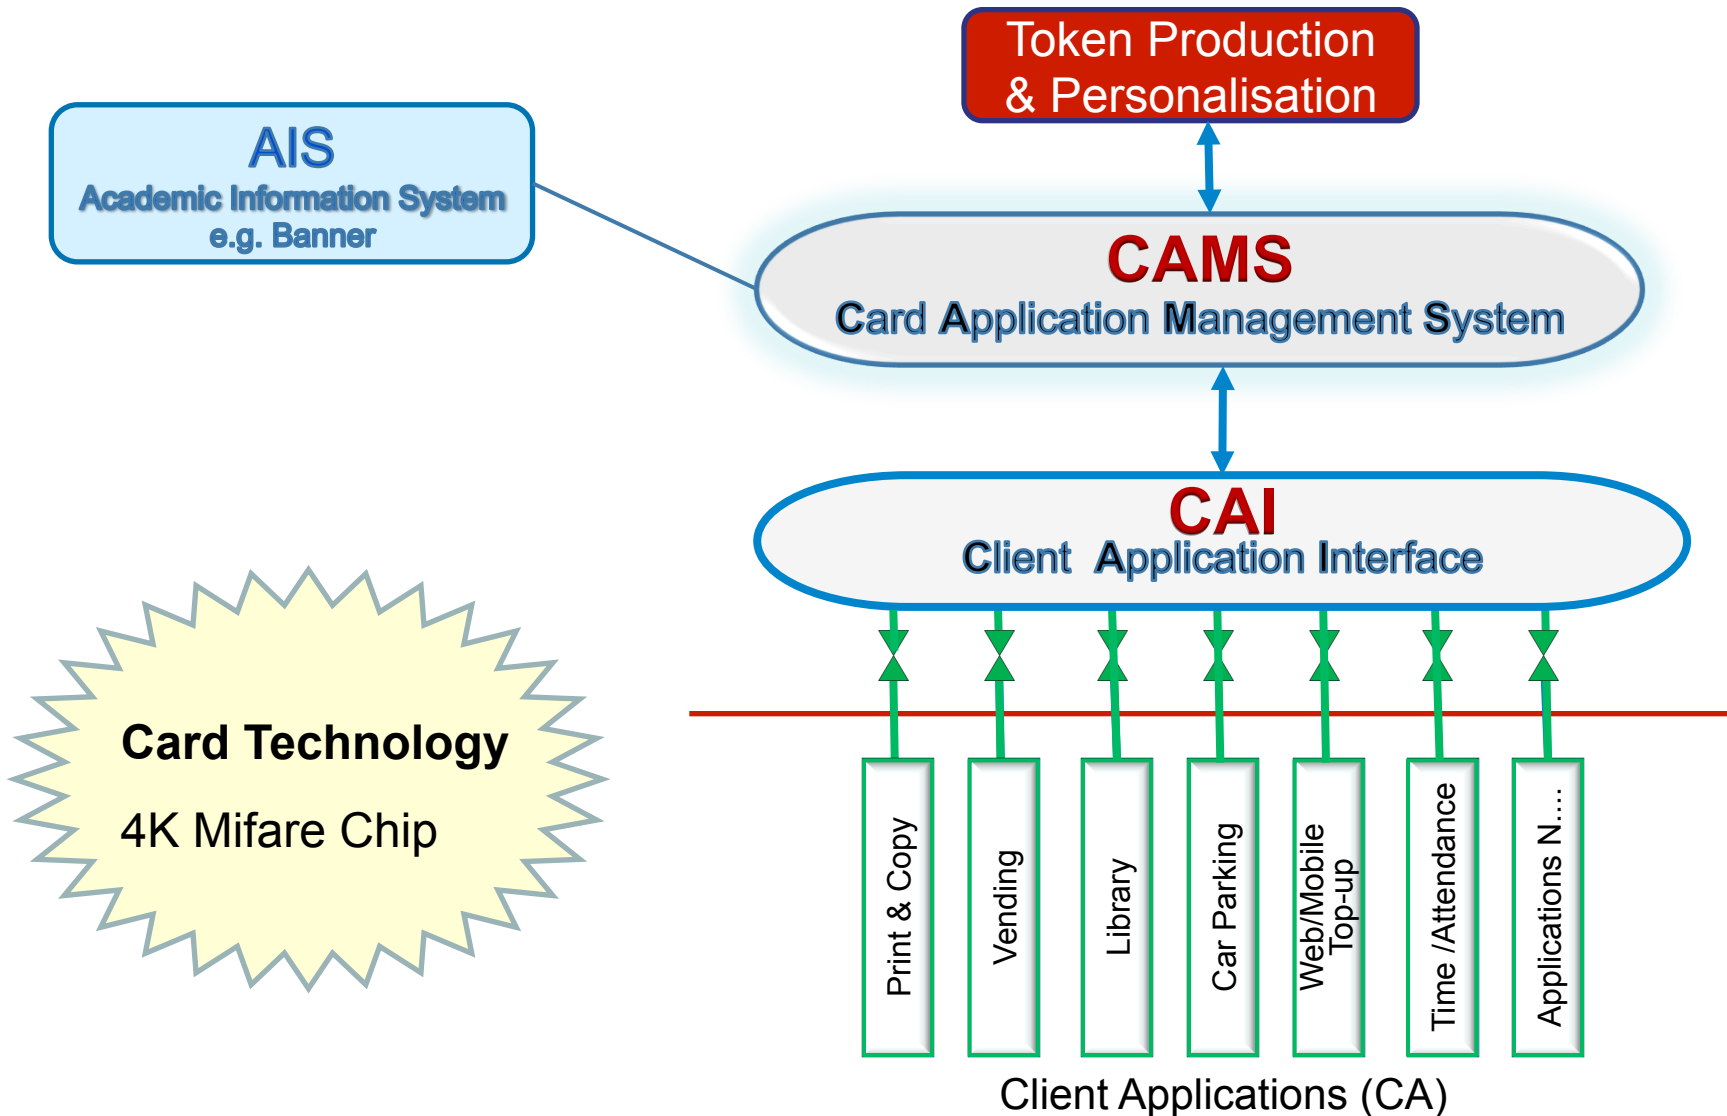 Token Production
& Personalisation
AIS
Academic Information System
e.g. Banner
CAMS
Card Application Management System
CAI
Client Application Interface
Card Technology
4K Mifare Chip
Print & Copy
Vending
Library
Car Parking
Web/Mobile
Top-up
Time /Attendance
Applications N....
Client Applications (CA)